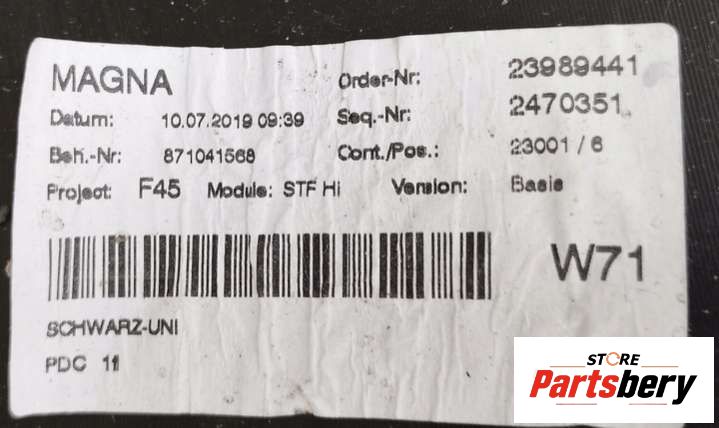 MAGNA
Order-Nr: 23989441
Datum: 10.07.2019 09:39 Seq.-Nr: 2470351
Beh.-Nr: 871041568 Cont./Pos.: 23001 / 6
Project: F45 Module: STF Hi Version: Basis
W71
SCHWARZ-UNI
PDC 11
STORE
Partsbery